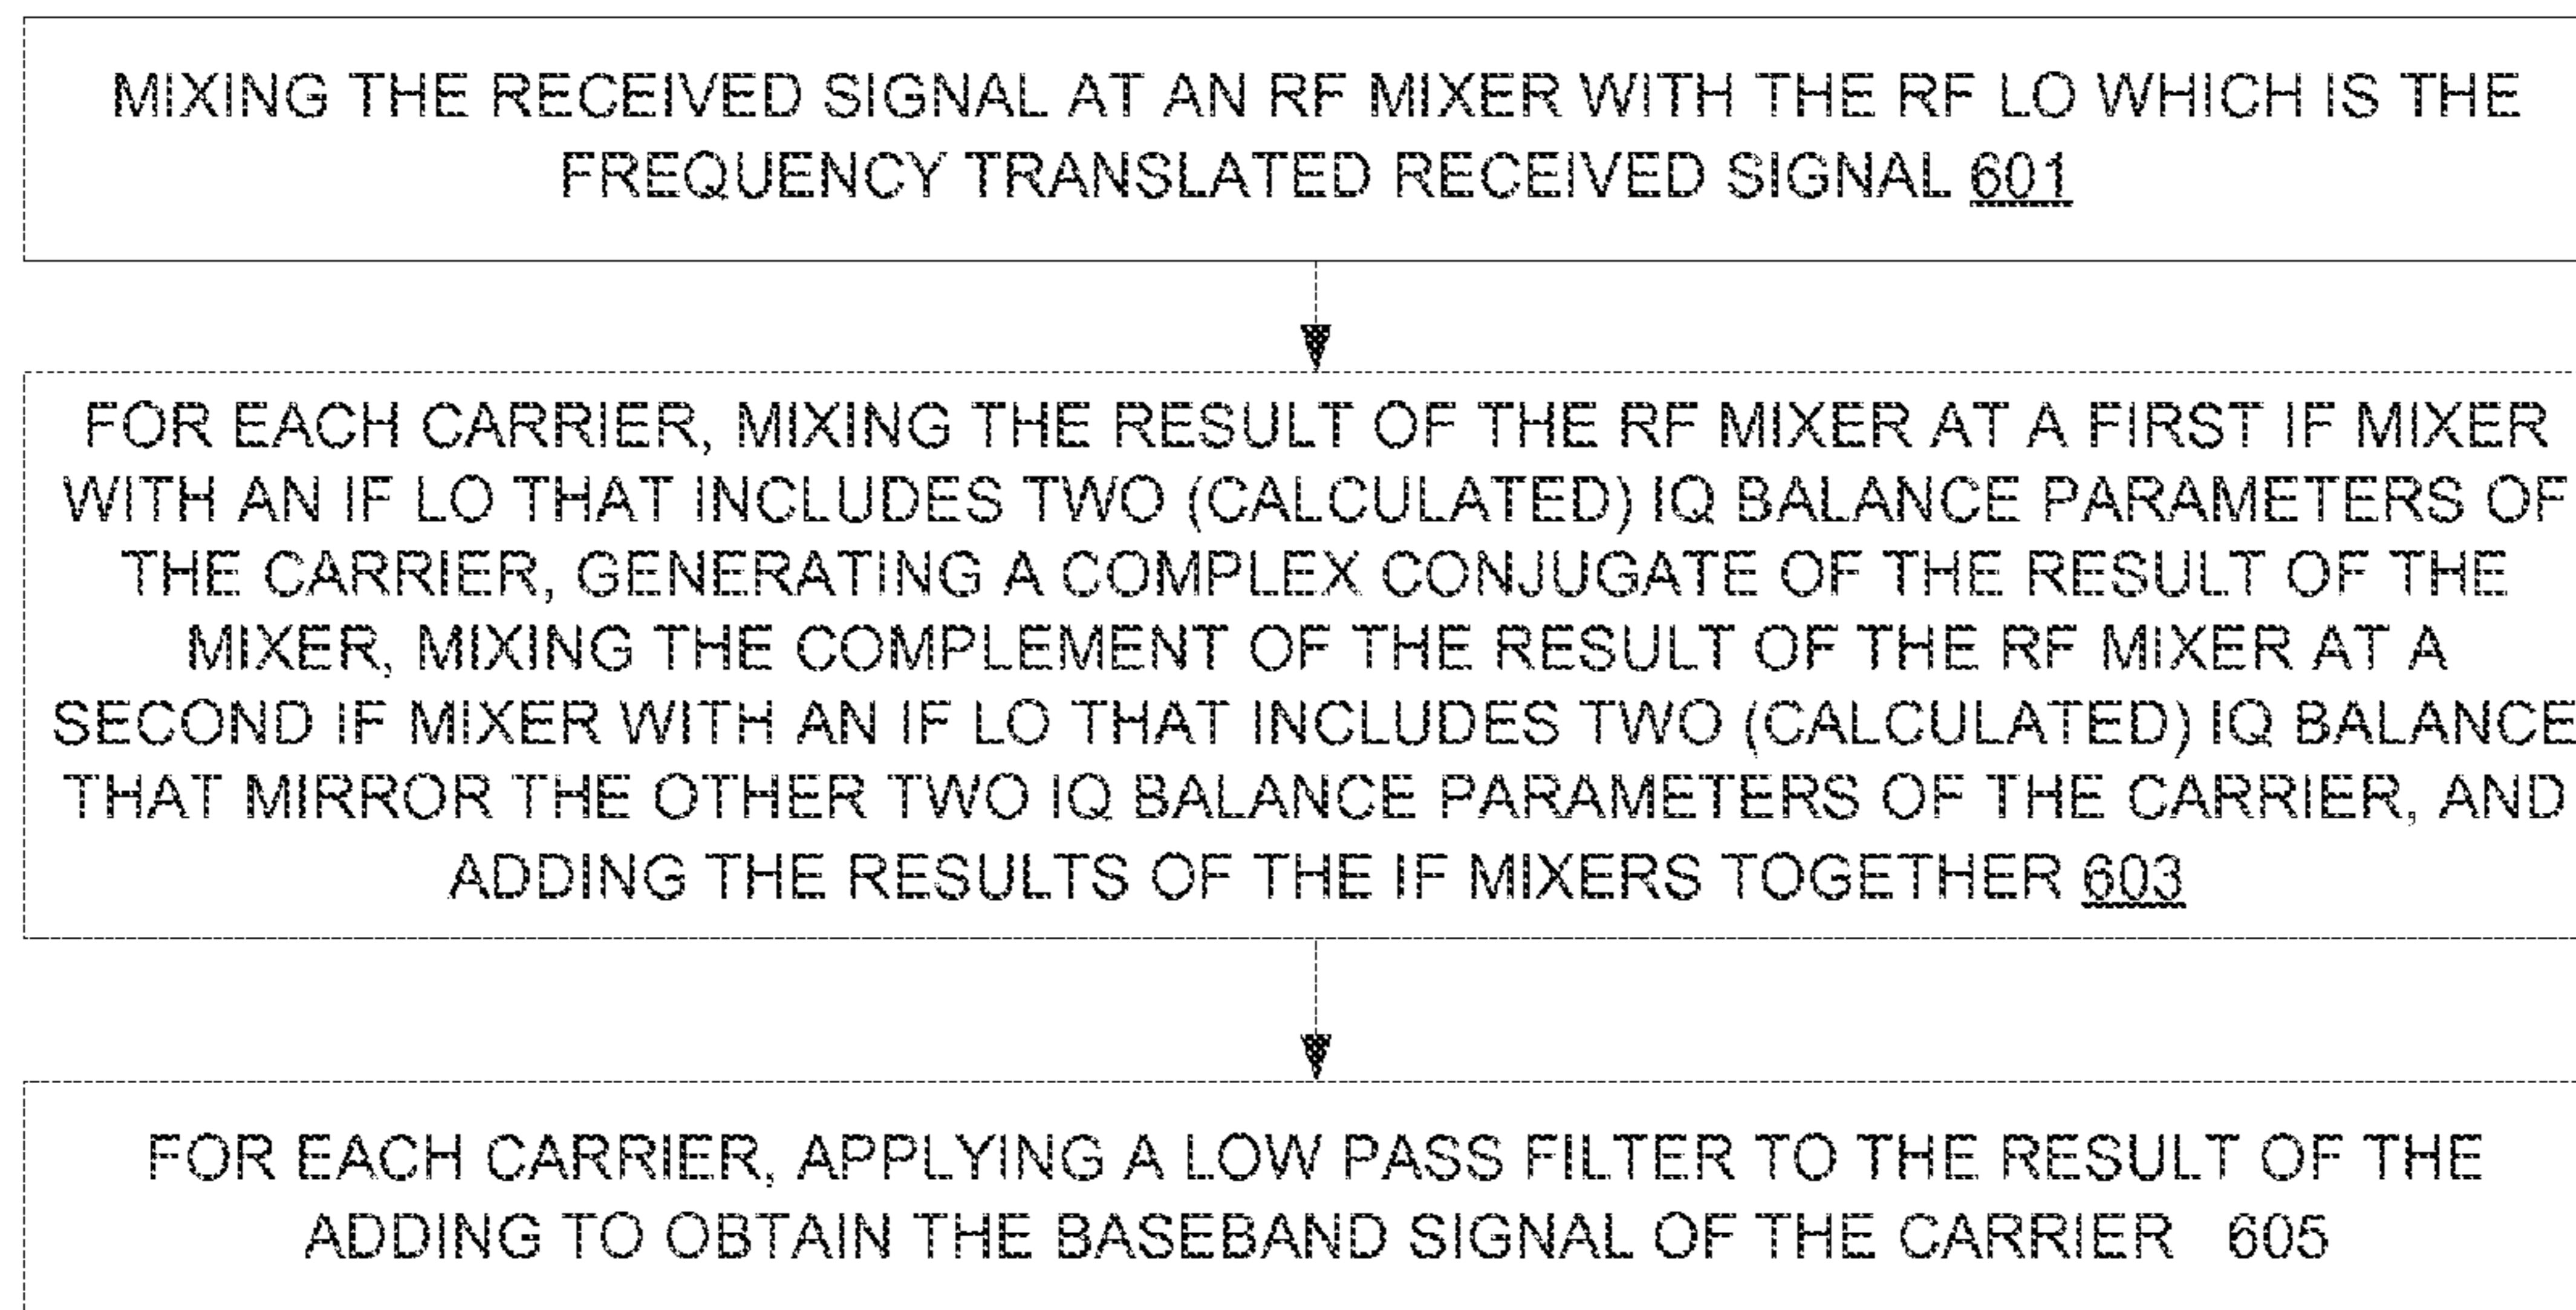 MIXING THE RECEIVED SIGNAL AT AN RF MIXER WITH THE RF LO WHICH IS THE
FREQUENCY TRANSLATED RECEIVED SIGNAL 601
FOR EACH CARRIER, MIXING THE RESULT OF THE RF MIXER AT A FIRST IF MIXER
WITH AN IF LO THAT INCLUDES TWO (CALCULATED) IQ BALANCE PARAMETERS OF
THE CARRIER, GENERATING A COMPLEX CONJUGATE OF THE RESULT OF THE
MIXER, MIXING THE COMPLEMENT OF THE RESULT OF THE RF MIXER AT A
SECOND IF MIXER WITH AN IF LO THAT INCLUDES TWO (CALCULATED) IQ BALANCE
THAT MIRROR THE OTHER TWO IQ BALANCE PARAMETERS OF THE CARRIER, AND
ADDING THE RESULTS OF THE IF MIXERS TOGETHER 603
FOR EACH CARRIER, APPLYING A LOW PASS FILTER TO THE RESULT OF THE
ADDING TO OBTAIN THE BASEBAND SIGNAL OF THE CARRIER 605